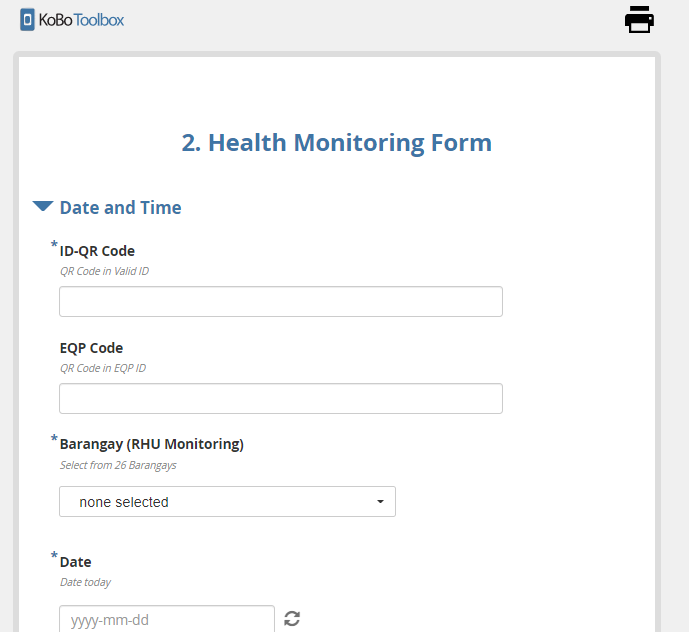 KoBoToolbox
2. Health Monitoring Form
Date and Time
* ID-QR Code
QR Code in Valid ID
EQP Code
QR Code in EQP ID
* Barangay (RHU Monitoring)
Select from 26 Barangays
none selected
* Date
Date today
yyyy-mm-dd